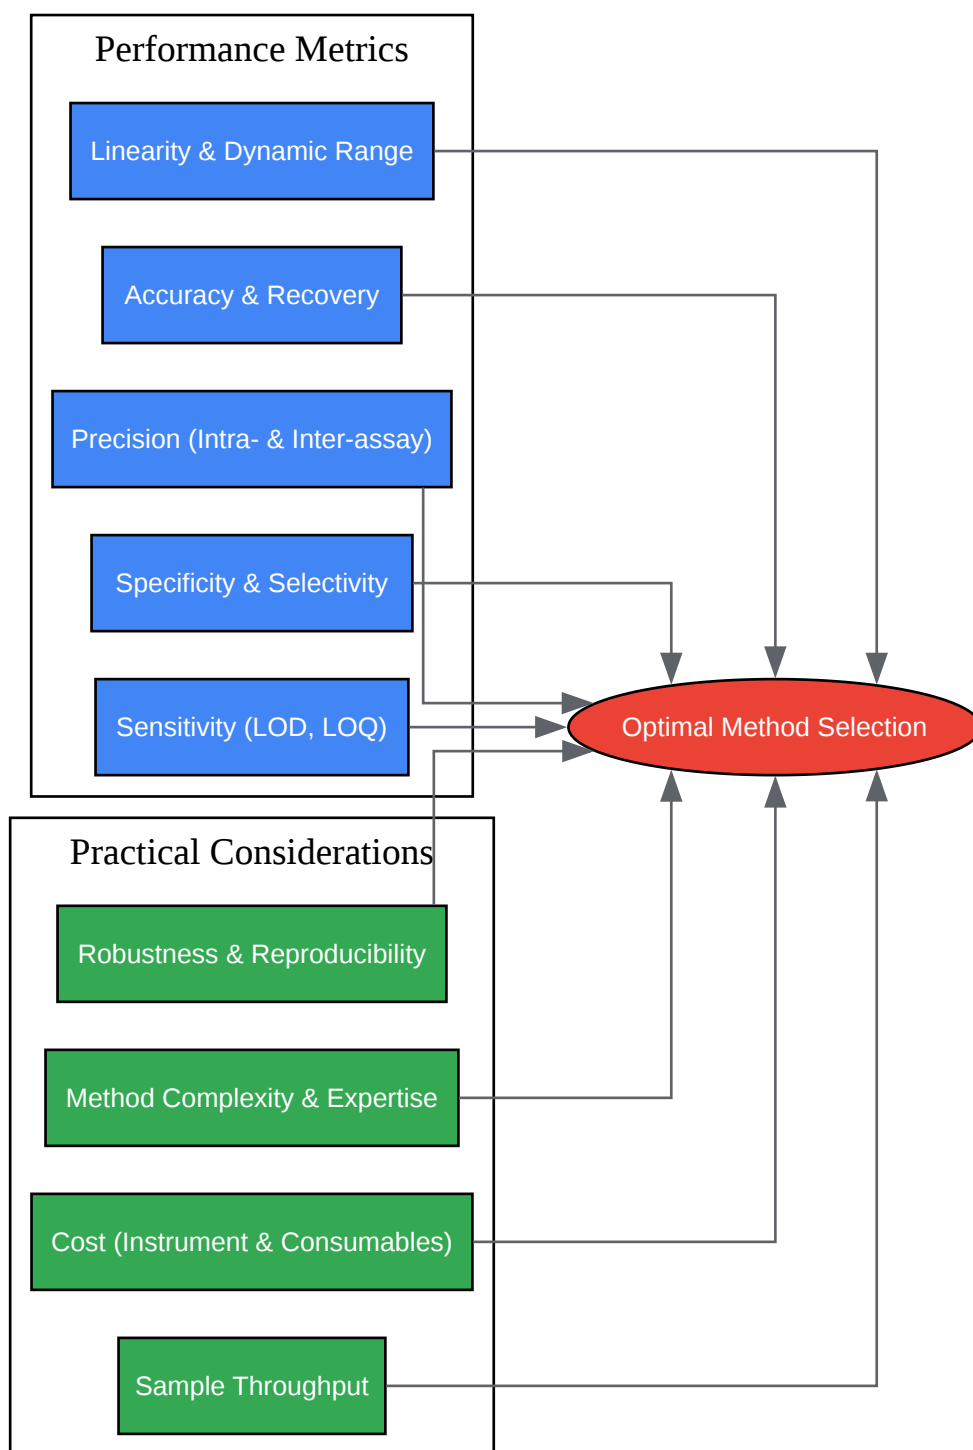 Performance Metrics
Linearity & Dynamic Range
Accuracy & Recovery
Precision (Intra- & Inter-assay)
Specificity & Selectivity
Sensitivity (LOD, LOQ)
Optimal Method Selection
Practical Considerations
Robustness & Reproducibility
Method Complexity & Expertise
Cost (Instrument & Consumables)
Sample Throughput